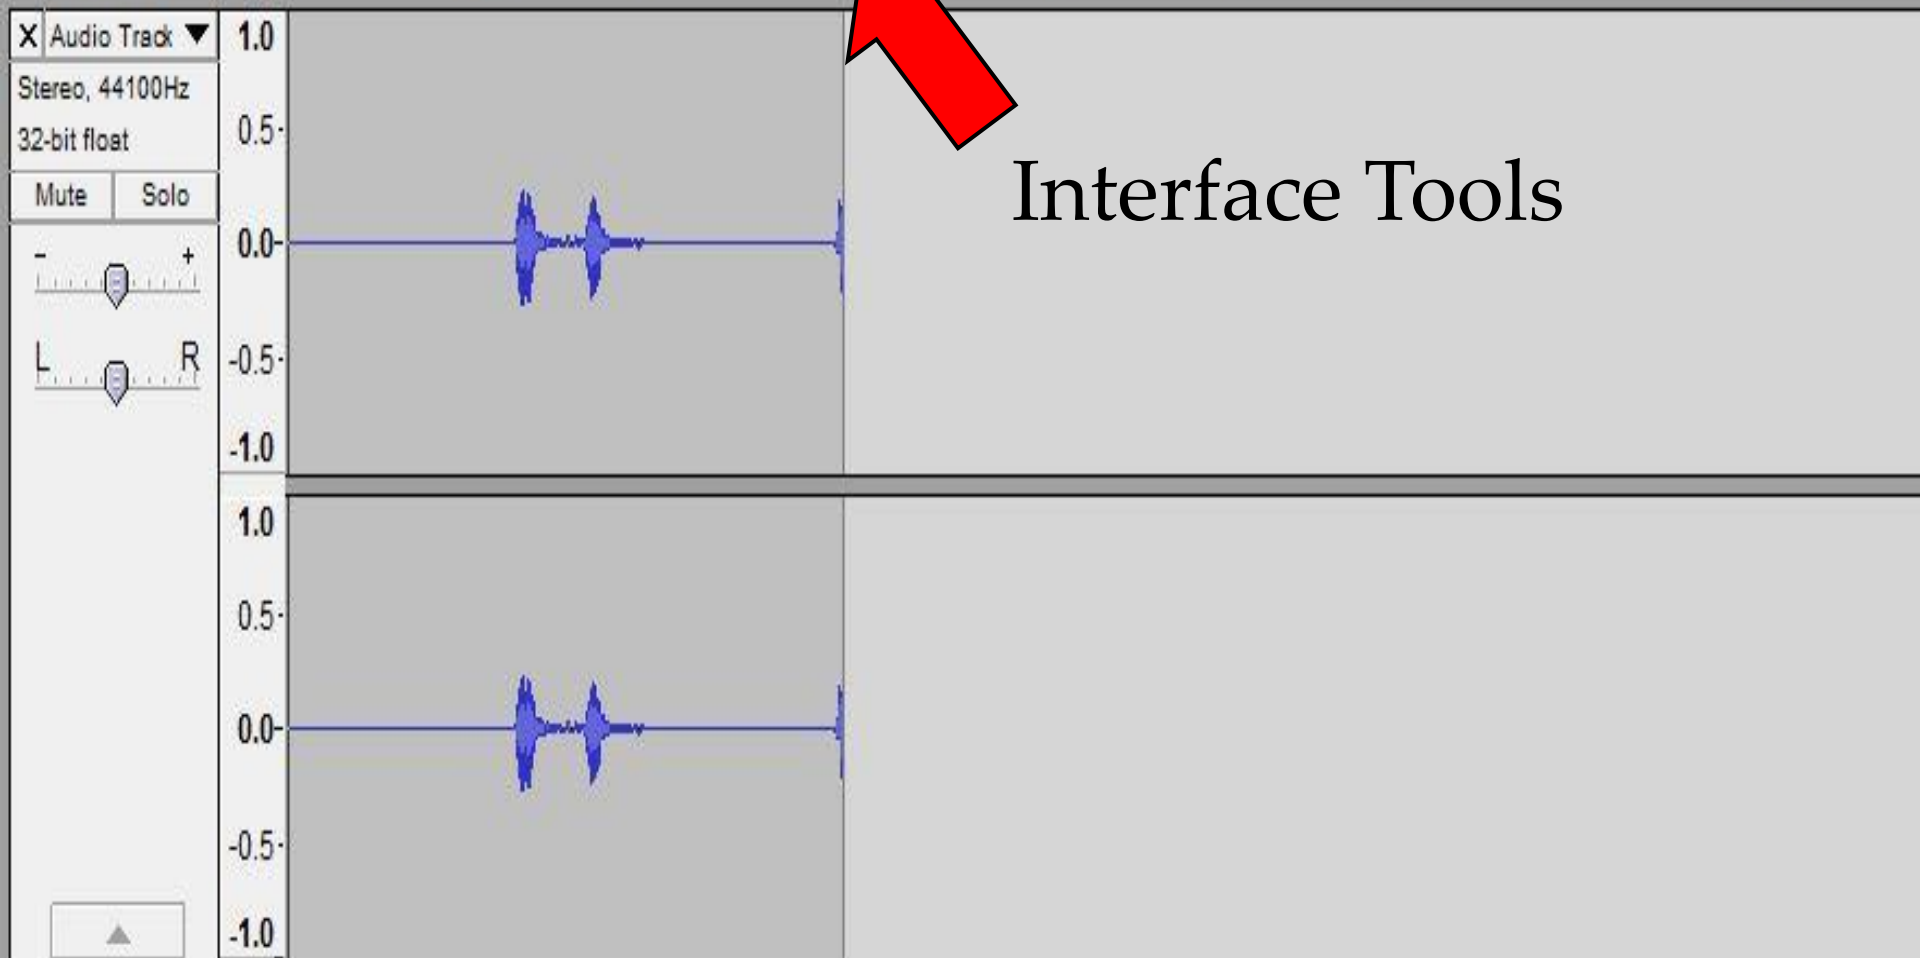 X Audio Track ▼
Stereo, 44100Hz
32-bit float
Mute Solo
- +
L R
1.0
0.5
0.0
-0.5
-1.0
1.0
0.5
0.0
-0.5
-1.0
Interface Tools